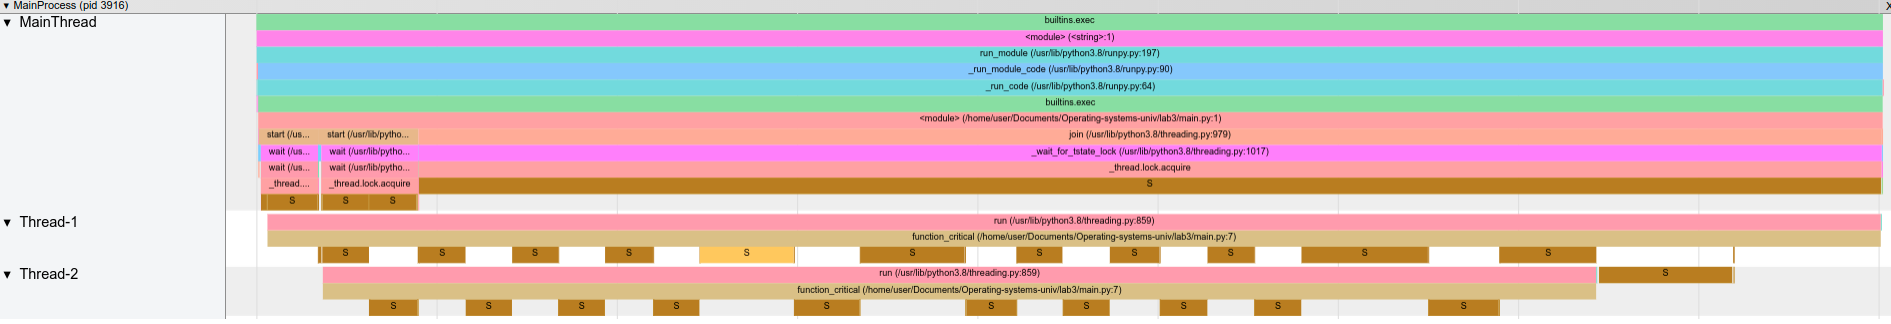 ▼ MainProcess (pid 3916)
X
▼ MainThread
builtins.exec
<module> (<string>:1)
run_module (/usr/lib/python3.8/runpy.py:197)
_run_module_code (/usr/lib/python3.8/runpy.py:90)
_run_code (/usr/lib/python3.8/runpy.py:64)
builtins.exec
<module> (/home/user/Documents/Operating-systems-univ/lab3/main.py:1)
start (/us... start (/usr/lib/pytho... join (/usr/lib/python3.8/threading.py:979)
wait (/us... wait (/usr/lib/pytho... _wait_for_tstate_lock (/usr/lib/python3.8/threading.py:1017)
wait (/us... wait (/usr/lib/pytho... _thread.lock.acquire
_thread.... _thread.lock.acquire S
S S S
▼ Thread-1
run (/usr/lib/python3.8/threading.py:859)
function_critical (/home/user/Documents/Operating-systems-univ/lab3/main.py:7)
S S S S S S S S S S S
▼ Thread-2
run (/usr/lib/python3.8/threading.py:859) S
function_critical (/home/user/Documents/Operating-systems-univ/lab3/main.py:7)
S S S S S S S S S S